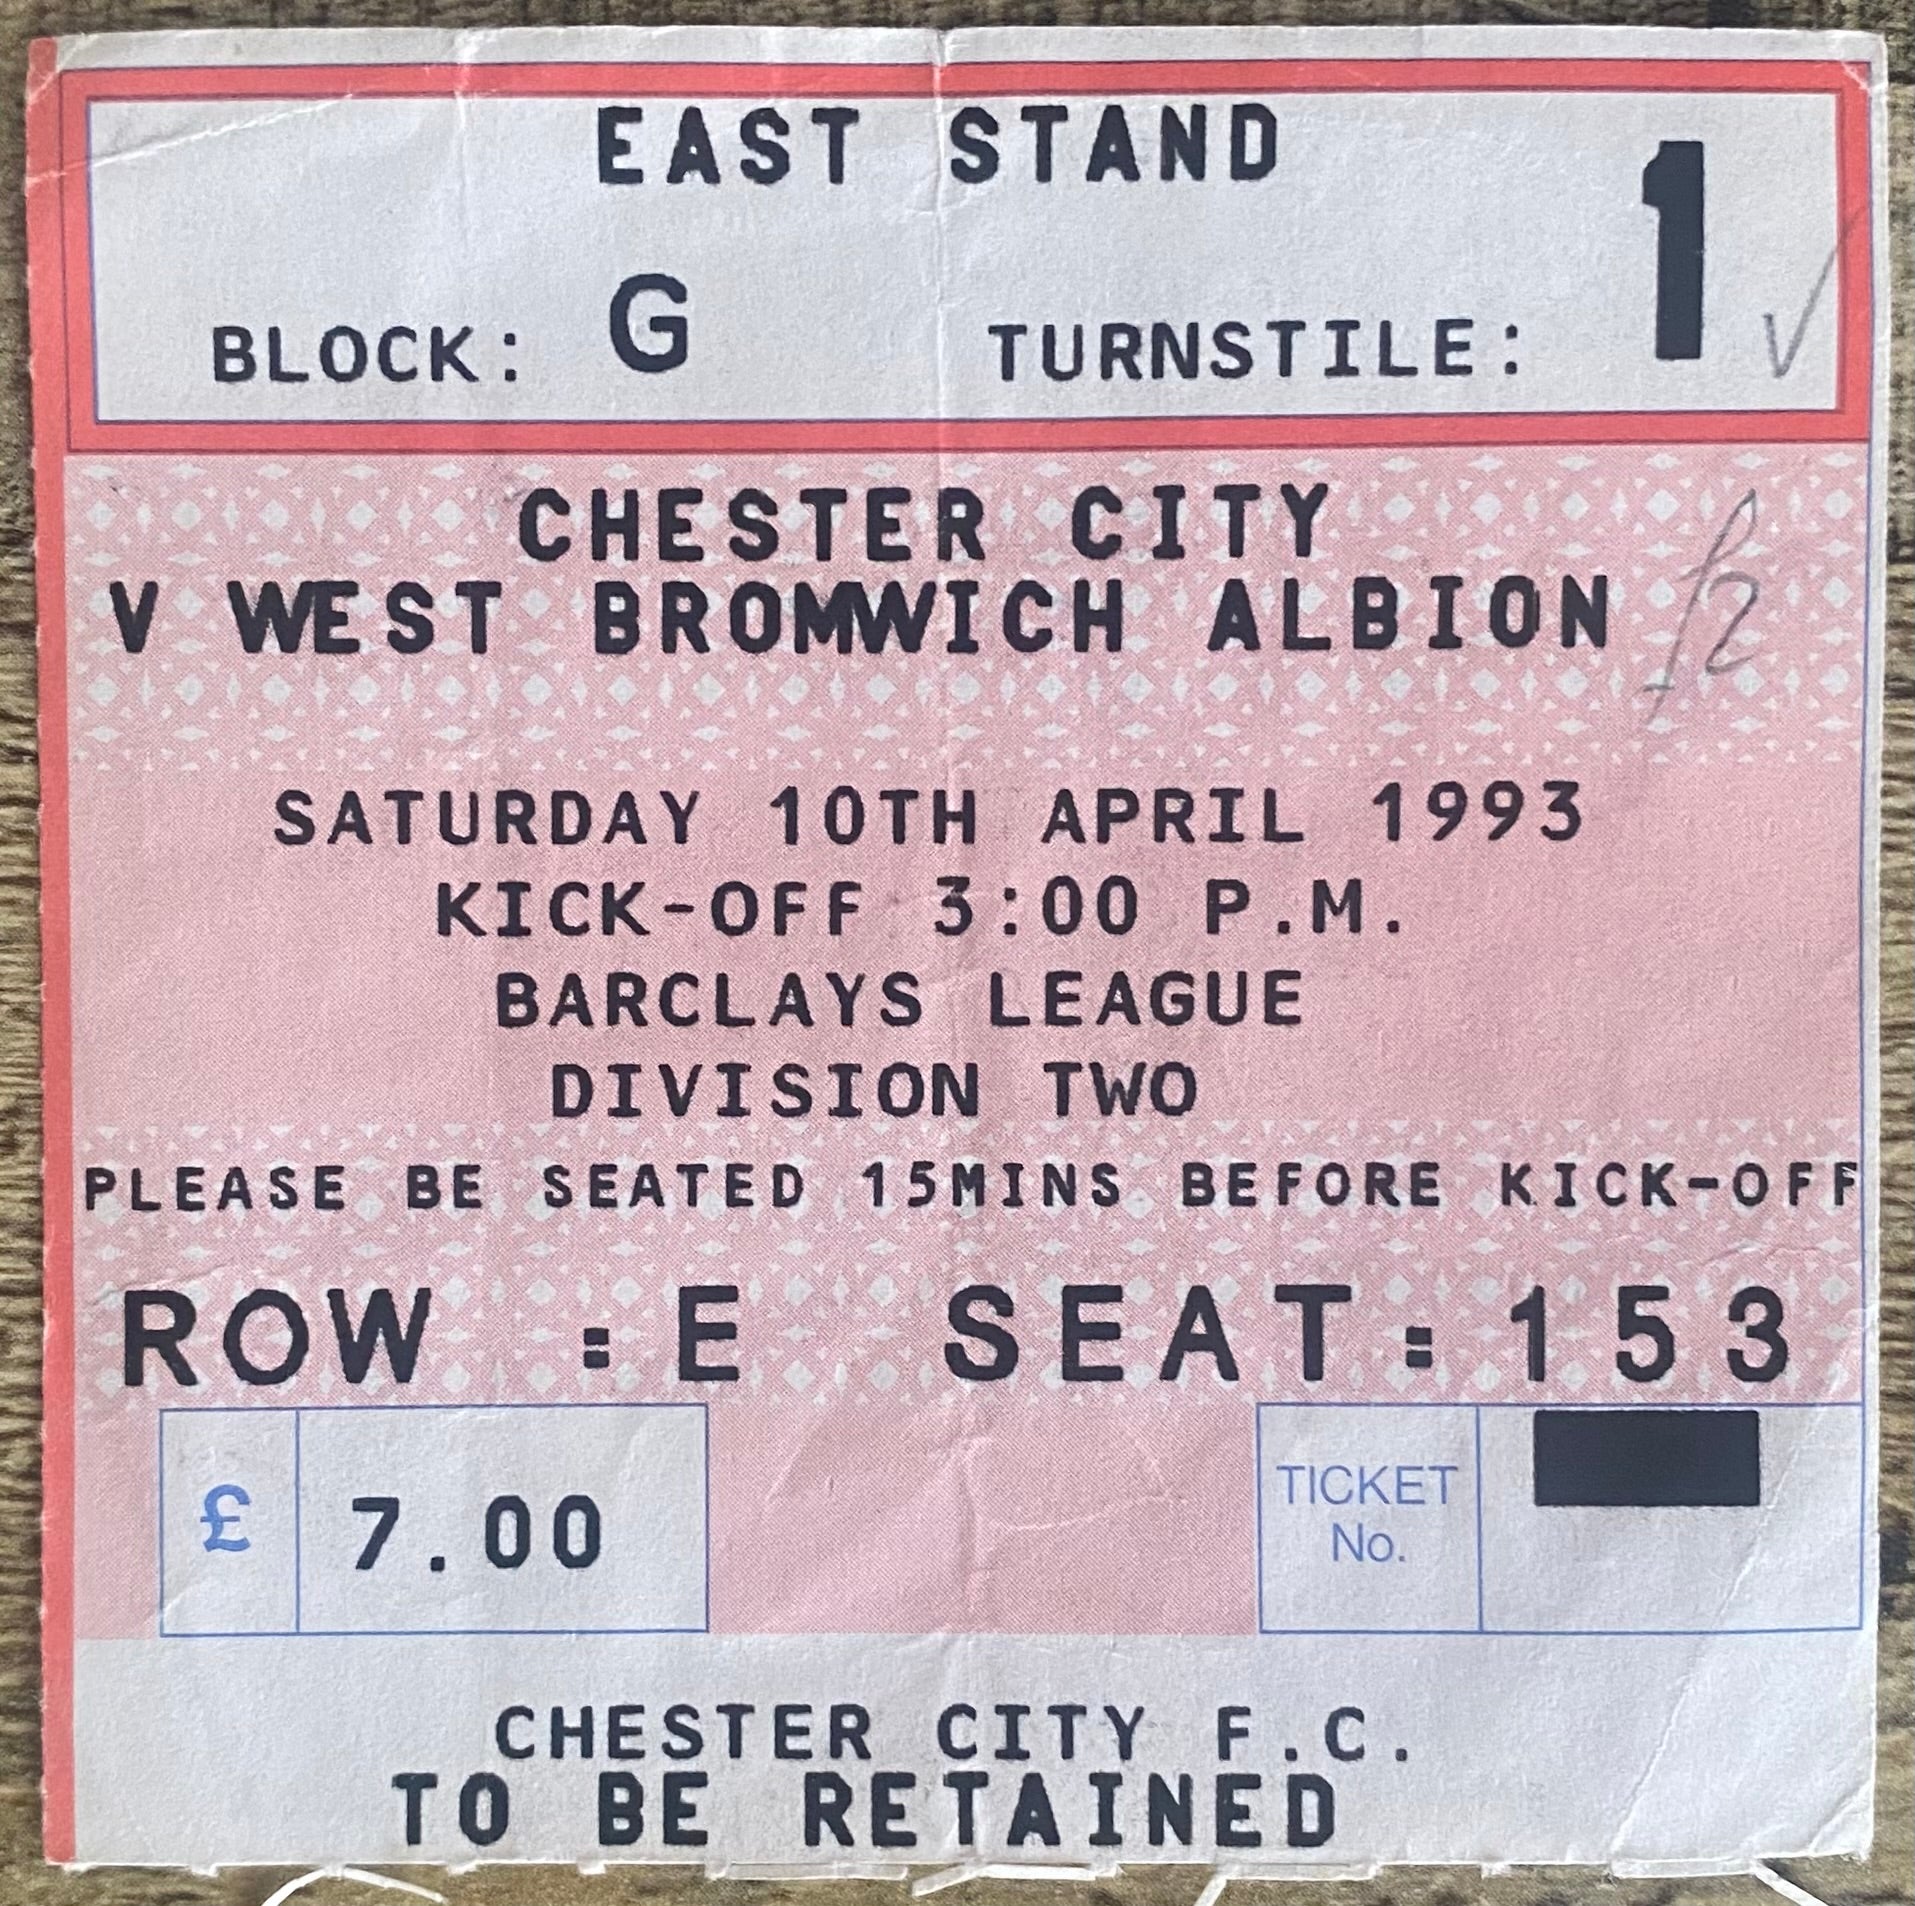 EAST STAND
BLOCK: G TURNSTILE: 1
CHESTER CITY
V WEST BROMWICH ALBION
£2
SATURDAY 10TH APRIL 1993
KICK-OFF 3:00 P.M.
BARCLAYS LEAGUE
DIVISION TWO
PLEASE BE SEATED 15MINS BEFORE KICK-OFF
ROW :E SEAT:153
£ 7.00
TICKET
No.
CHESTER CITY F.C.
TO BE RETAINED